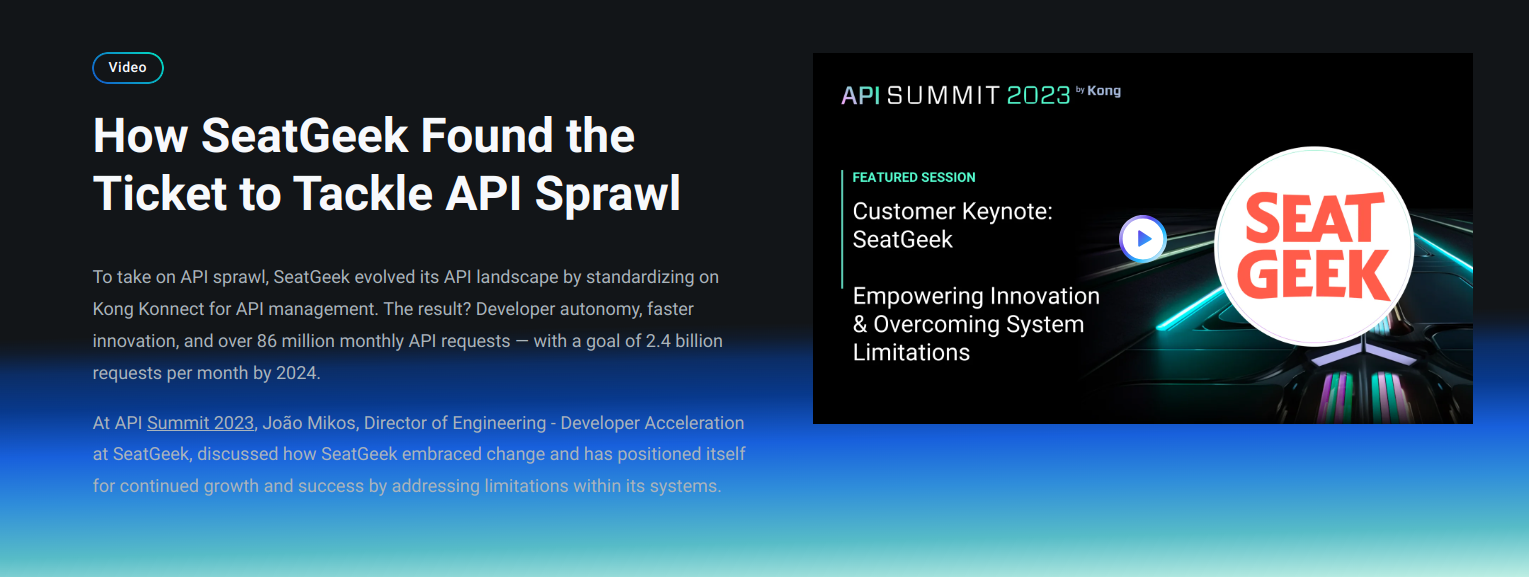 Video
How SeatGeek Found the
Ticket to Tackle API Sprawl
To take on API sprawl, SeatGeek evolved its API landscape by standardizing on
Kong Konnect for API management. The result? Developer autonomy, faster
innovation, and over 86 million monthly API requests — with a goal of 2.4 billion
requests per month by 2024.
At API Summit 2023, João Mikos, Director of Engineering - Developer Acceleration
at SeatGeek, discussed how SeatGeek embraced change and has positioned itself
for continued growth and success by addressing limitations within its systems.
API SUMMIT 2023 by Kong
FEATURED SESSION
Customer Keynote:
SeatGeek
Empowering Innovation
& Overcoming System
Limitations
SEAT
GEEK